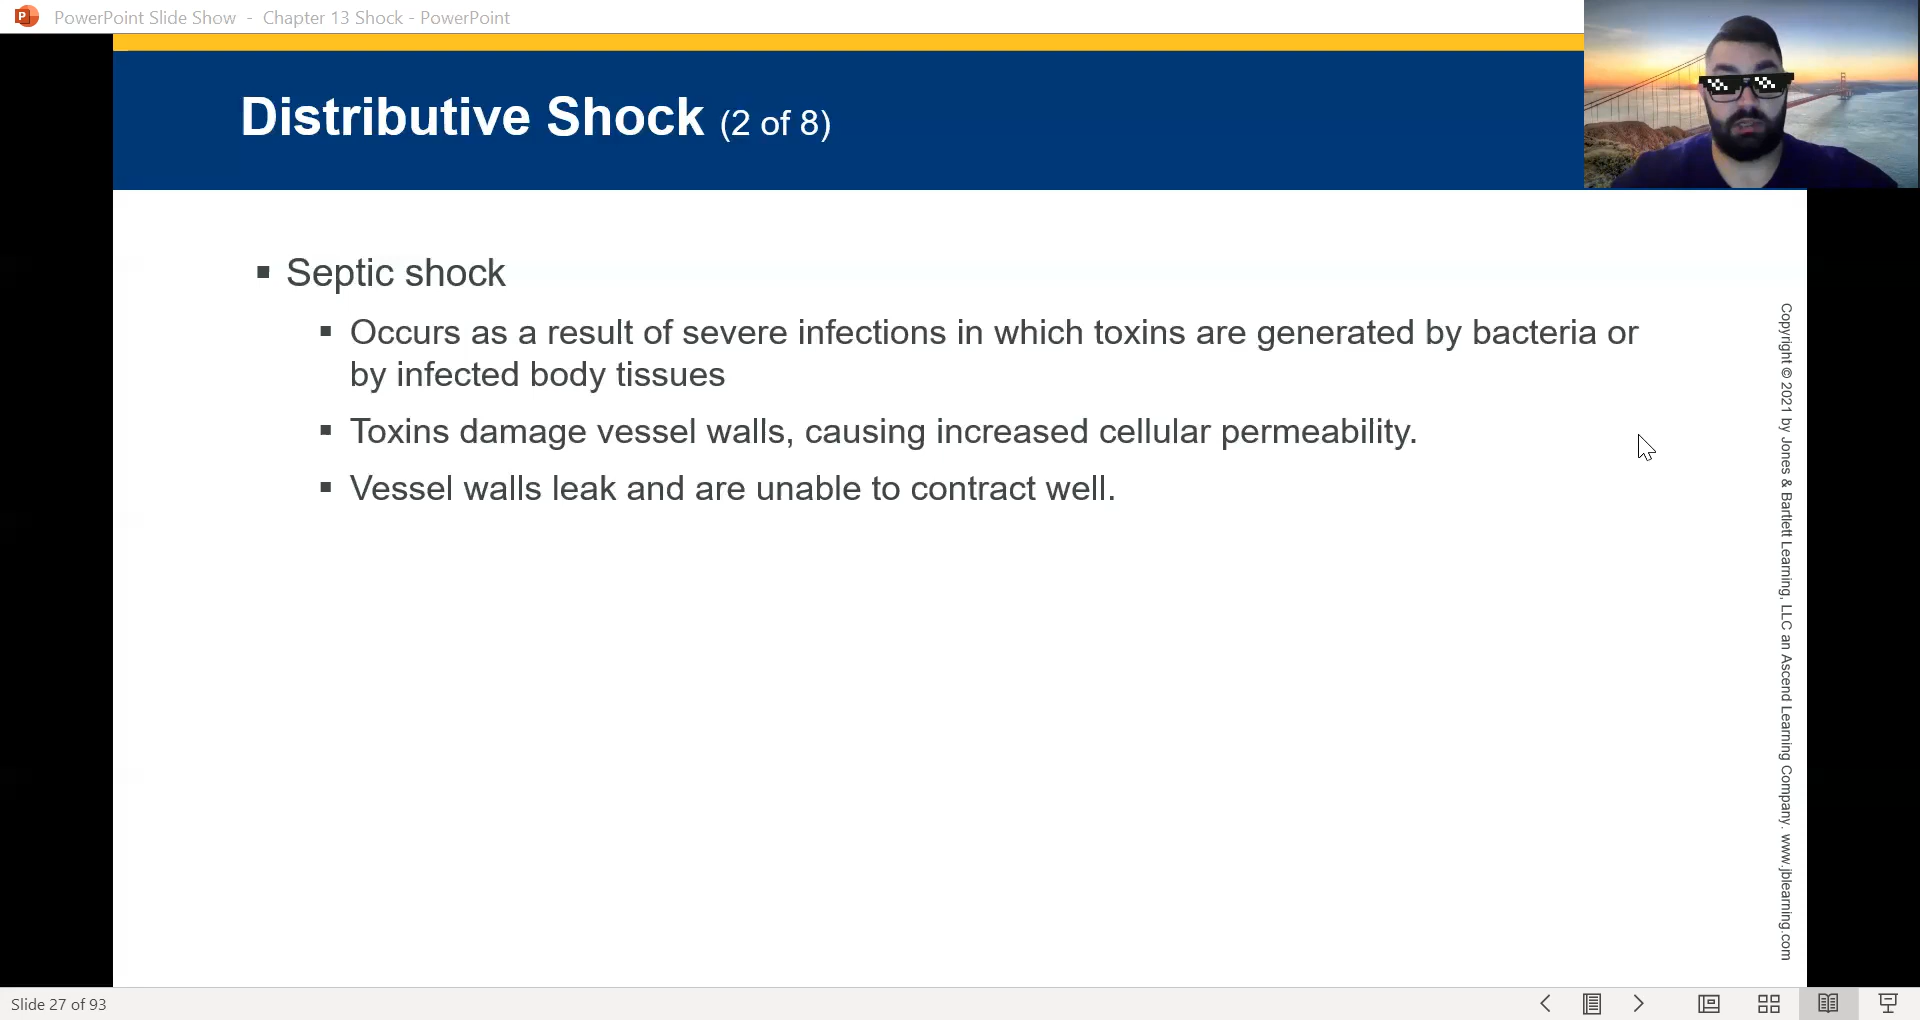 PowerPoint Slide Show - Chapter 13 Shock - PowerPoint
Distributive Shock (2 of 8)
▪ Septic shock
▪ Occurs as a result of severe infections in which toxins are generated by bacteria or
by infected body tissues
▪ Toxins damage vessel walls, causing increased cellular permeability.
▪ Vessel walls leak and are unable to contract well.
Copyright © 2021 by Jones & Bartlett Learning, LLC an Ascend Learning Company. www.jblearning.com
Slide 27 of 93